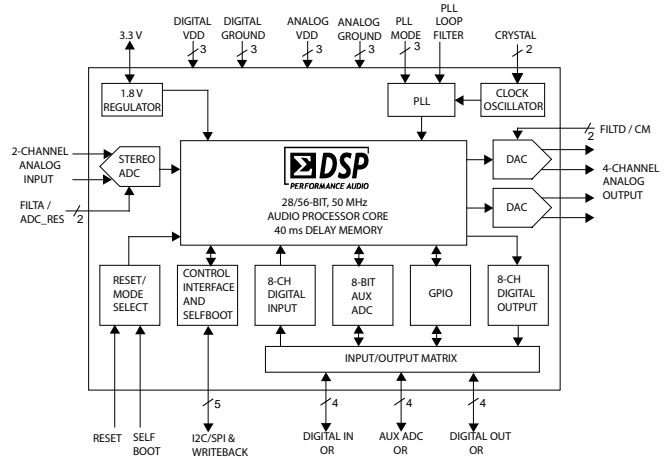 3.3 V
DIGITAL
VDD
3
DIGITAL
GROUND
3
ANALOG
VDD
3
ANALOG
GROUND
3
PLL
MODE
3
PLL
LOOP
FILTER
CRYSTAL
2
1.8 V
REGULATOR
PLL
CLOCK
OSCILLATOR
2-CHANNEL
ANALOG
INPUT
STEREO
ADC
FILTA /
ADC_RES
2
ΣDSP
PERFORMANCE AUDIO
28/56-BIT, 50 MHz
AUDIO PROCESSOR CORE
40 ms DELAY MEMORY
DAC
2
FILTD / CM
DAC
4-CHANNEL
ANALOG
OUTPUT
RESET/
MODE
SELECT
CONTROL
INTERFACE
AND
SELFBOOT
8-CH
DIGITAL
INPUT
8-BIT
AUX
ADC
GPIO
8-CH
DIGITAL
OUTPUT
INPUT/OUTPUT MATRIX
5
4
4
4
RESET
SELF
BOOT
I2C/SPI &
WRITEBACK
DIGITAL IN
OR
AUX ADC
OR
DIGITAL OUT
OR